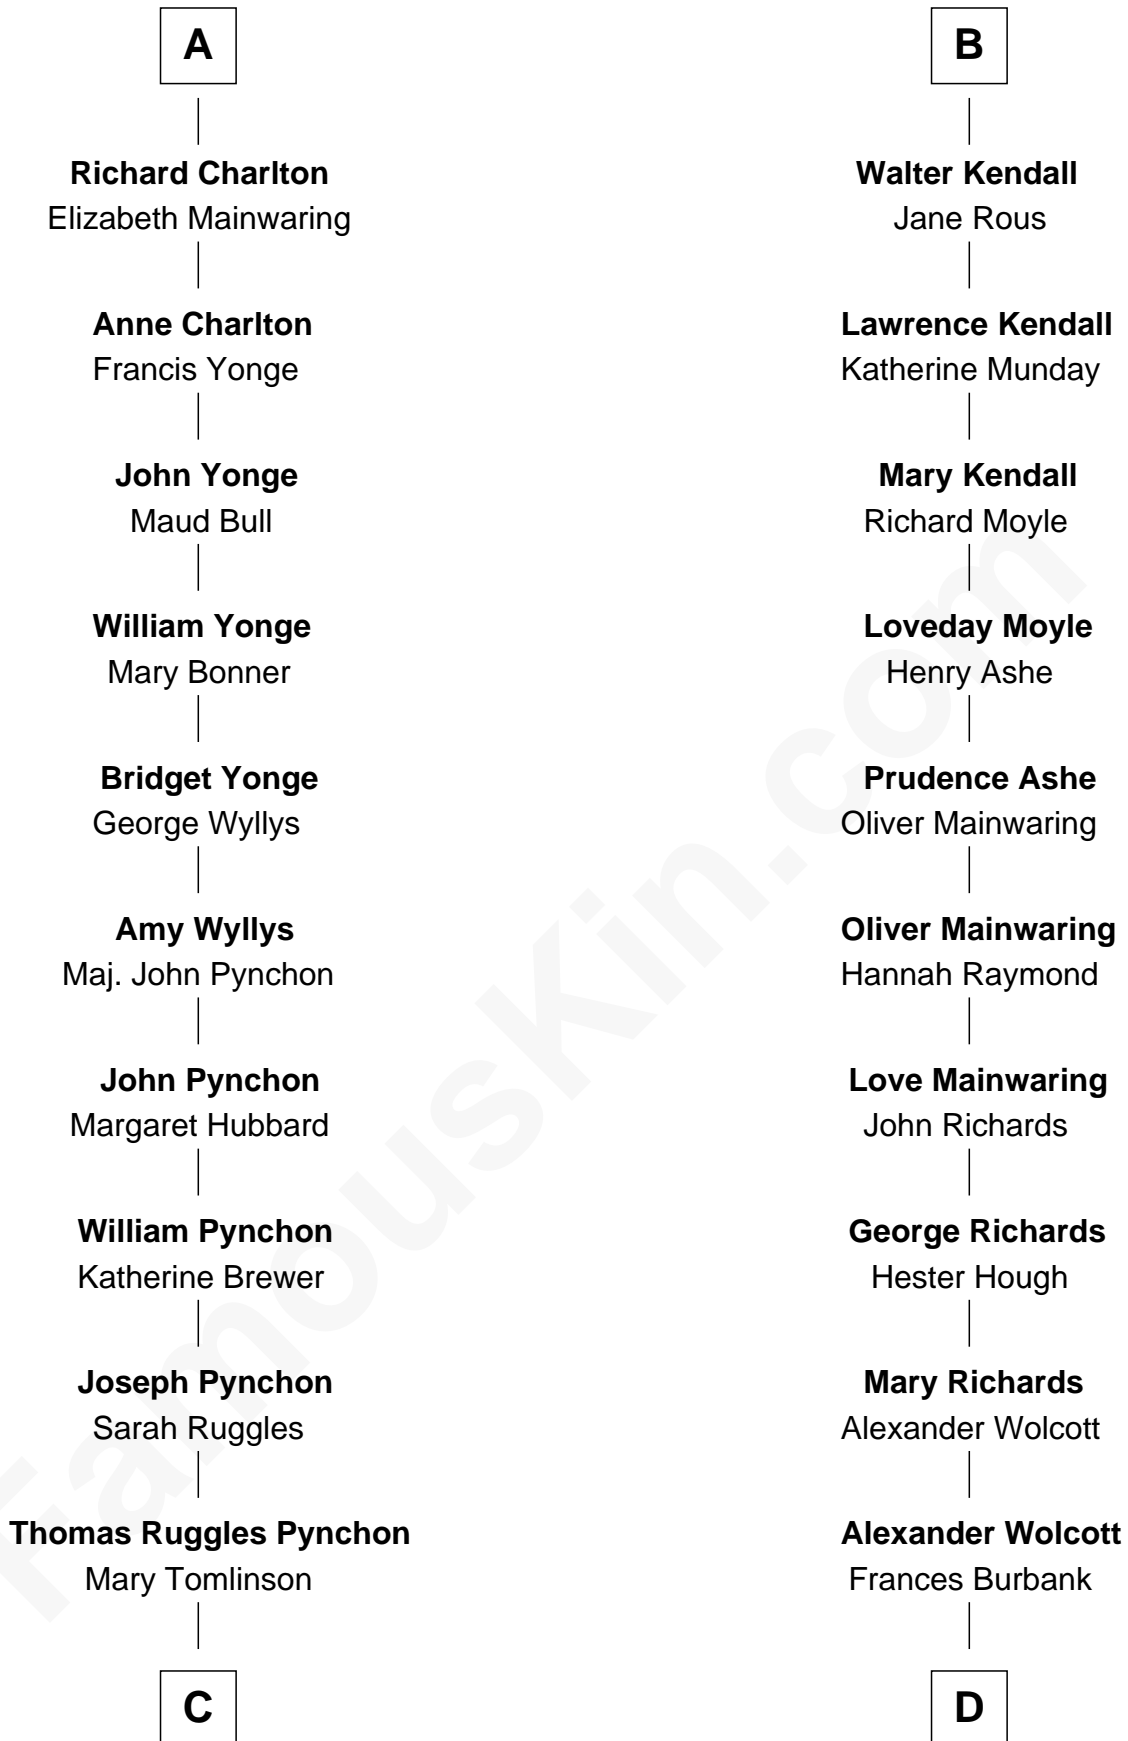 A
Richard Charlton
Elizabeth Mainwaring
Anne Charlton
Francis Yonge
John Yonge
Maud Bull
William Yonge
Mary Bonner
Bridget Yonge
George Wyllys
Amy Wyllys
Maj. John Pynchon
John Pynchon
Margaret Hubbard
William Pynchon
Katherine Brewer
Joseph Pynchon
Sarah Ruggles
Thomas Ruggles Pynchon
Mary Tomlinson
C
B
Walter Kendall
Jane Rous
Lawrence Kendall
Katherine Munday
Mary Kendall
Richard Moyle
Loveday Moyle
Henry Ashe
Prudence Ashe
Oliver Mainwaring
Oliver Mainwaring
Hannah Raymond
Love Mainwaring
John Richards
George Richards
Hester Hough
Mary Richards
Alexander Wolcott
Alexander Wolcott
Frances Burbank
D
FamousKin.com